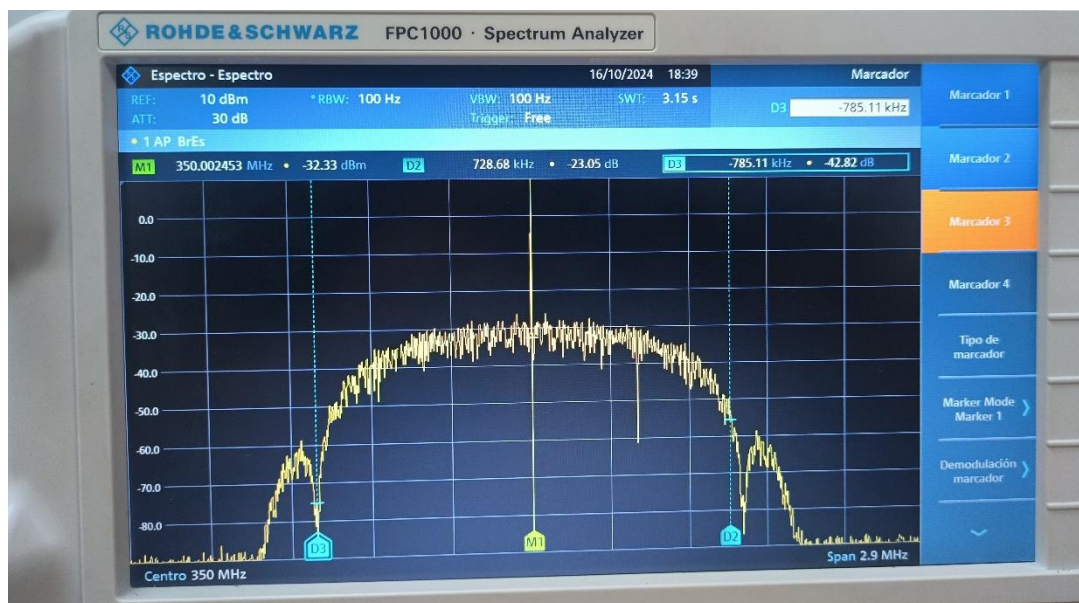 ROHDE & SCHWARZ FPC1000 · Spectrum Analyzer
Espectro - Espectro 16/10/2024 18:39 Marcador
REF: 10 dBm *RBW: 100 Hz VBW: 100 Hz SWT: 3.15 s D3 -785.11 kHz
ATT: 30 dB Trigger: Free
1 AP BrEs
M1 350.002453 MHz • -32.33 dBm D2 728.68 kHz • -23.05 dB D3 -785.11 kHz • -42.82 dB
0.0
-10.0
-20.0
-30.0
-40.0
-50.0
-60.0
-70.0
-80.0
D3 M1 D2
Centro 350 MHz Span 2.9 MHz
Marcador 1
Marcador 2
Marcador 3
Marcador 4
Tipo de
marcador
Marker Mode
Marker 1
Demodulación
marcador